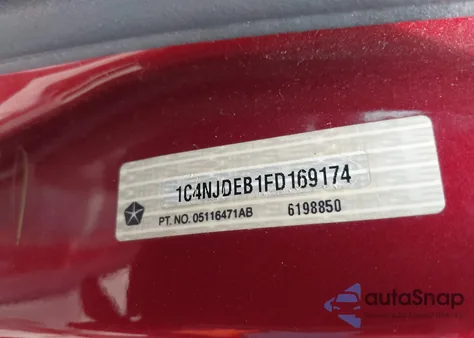 1C4NJDEB1FD169174
PT. NO. 05116471AB 6198850
autoSnap